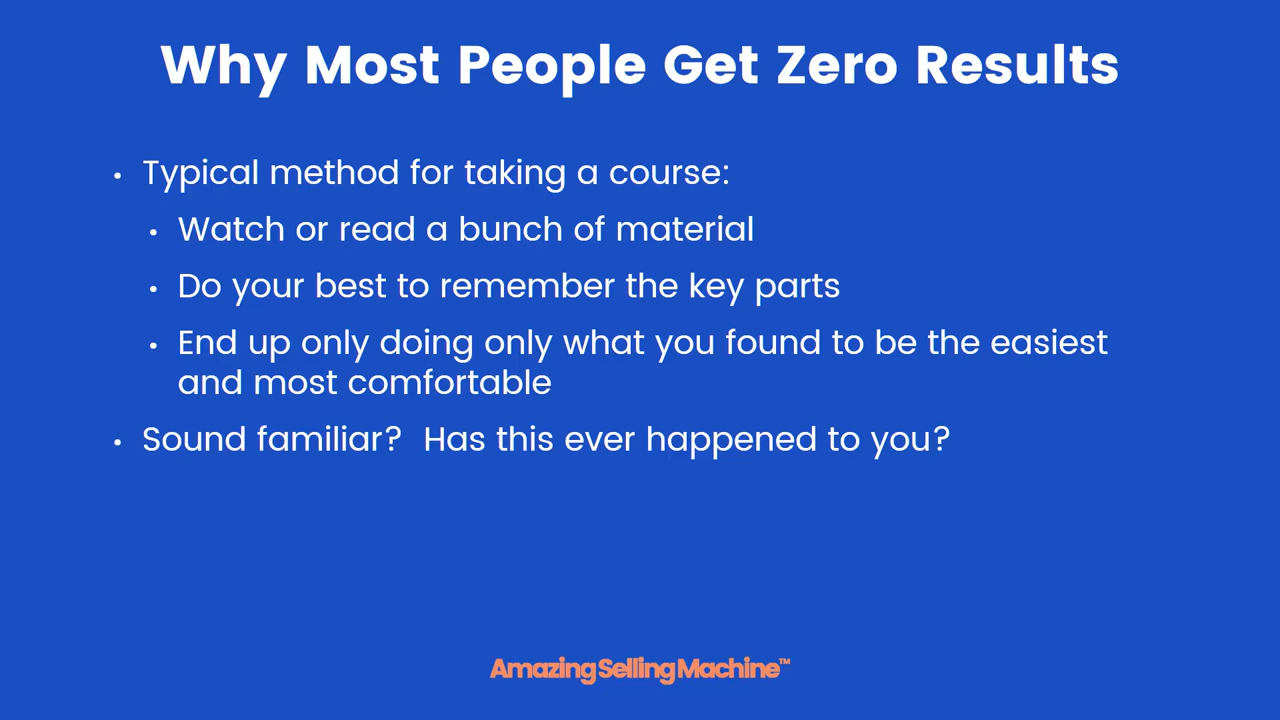 Why Most People Get Zero Results
• Typical method for taking a course:
• Watch or read a bunch of material
• Do your best to remember the key parts
• End up only doing only what you found to be the easiest
and most comfortable
• Sound familiar?  Has this ever happened to you?
AmazingSellingMachine™